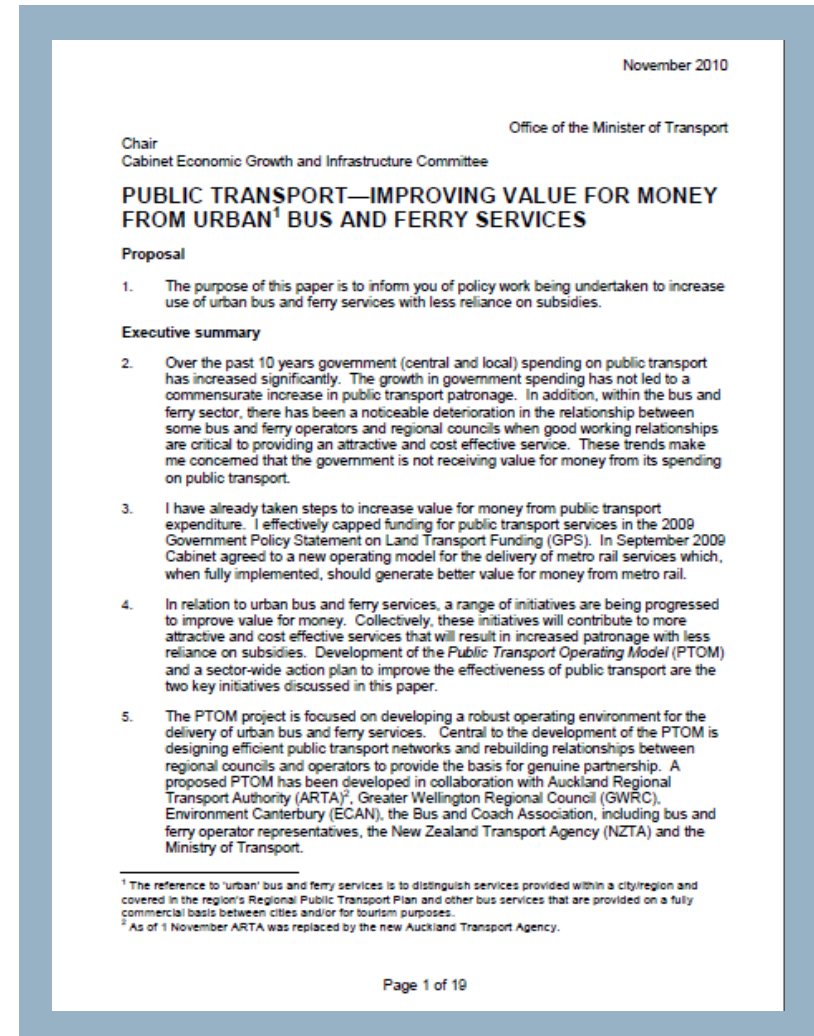 November 2010
Office of the Minister of Transport
Chair
Cabinet Economic Growth and Infrastructure Committee
PUBLIC TRANSPORT—IMPROVING VALUE FOR MONEY
FROM URBAN¹ BUS AND FERRY SERVICES
Proposal
1. The purpose of this paper is to inform you of policy work being undertaken to increase
use of urban bus and ferry services with less reliance on subsidies.
Executive summary
2. Over the past 10 years government (central and local) spending on public transport
has increased significantly. The growth in government spending has not led to a
commensurate increase in public transport patronage. In addition, within the bus and
ferry sector, there has been a noticeable deterioration in the relationship between
some bus and ferry operators and regional councils when good working relationships
are critical to providing an attractive and cost effective service. These trends make
me concerned that the government is not receiving value for money from its spending
on public transport.
3. I have already taken steps to increase value for money from public transport
expenditure. I effectively capped funding for public transport services in the 2009
Government Policy Statement on Land Transport Funding (GPS). In September 2009
Cabinet agreed to a new operating model for the delivery of metro rail services which,
when fully implemented, should generate better value for money from metro rail.
4. In relation to urban bus and ferry services, a range of initiatives are being progressed
to improve value for money. Collectively, these initiatives will contribute to more
attractive and cost effective services that will result in increased patronage with less
reliance on subsidies. Development of the Public Transport Operating Model (PTOM)
and a sector-wide action plan to improve the effectiveness of public transport are the
two key initiatives discussed in this paper.
5. The PTOM project is focused on developing a robust operating environment for the
delivery of urban bus and ferry services. Central to the development of the PTOM is
designing efficient public transport networks and rebuilding relationships between
regional councils and operators to provide the basis for genuine partnership. A
proposed PTOM has been developed in collaboration with Auckland Regional
Transport Authority (ARTA)², Greater Wellington Regional Council (GWRC),
Environment Canterbury (ECAN), the Bus and Coach Association, including bus and
ferry operator representatives, the New Zealand Transport Agency (NZTA) and the
Ministry of Transport.
¹ The reference to 'urban' bus and ferry services is to distinguish services provided within a city/region and
covered in the region's Regional Public Transport Plan and other bus services that are provided on a fully
commercial basis between cities and/or for tourism purposes.
² As of 1 November ARTA was replaced by the new Auckland Transport Agency.
Page 1 of 19